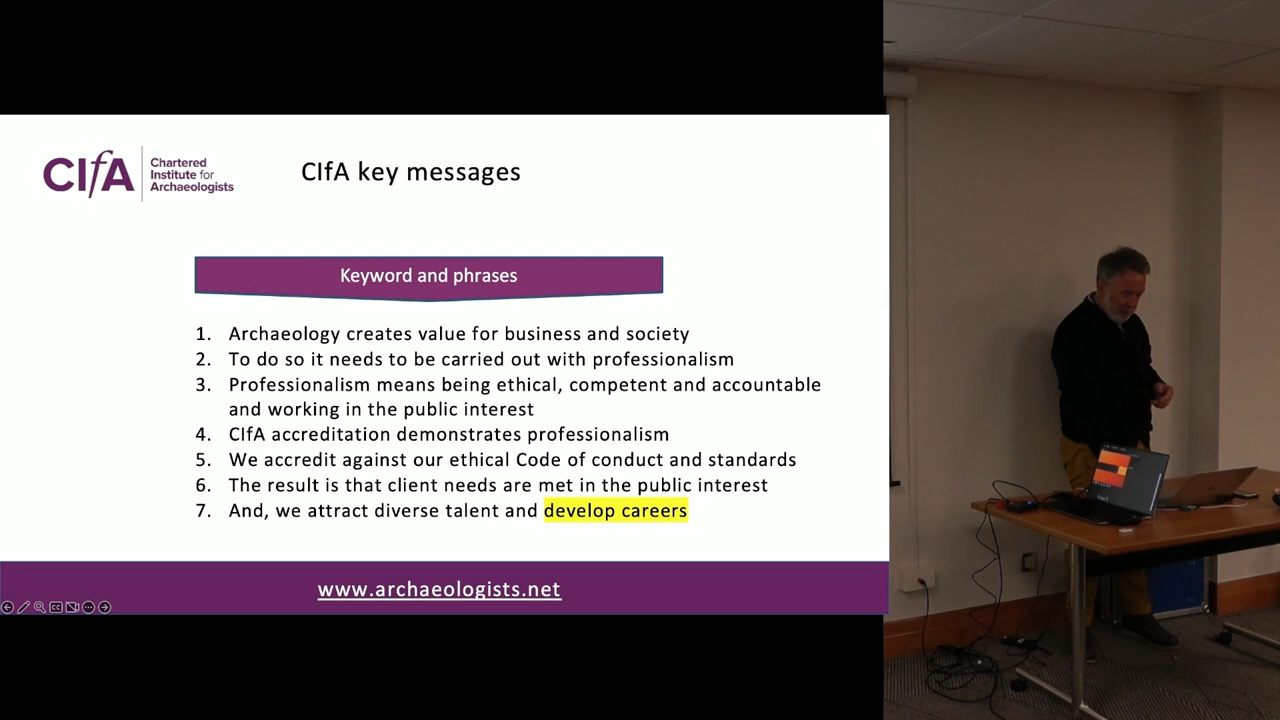 CIfA
Chartered
Institute for
Archaeologists
CIfA key messages
Keyword and phrases
1. Archaeology creates value for business and society
2. To do so it needs to be carried out with professionalism
3. Professionalism means being ethical, competent and accountable
and working in the public interest
4. CIfA accreditation demonstrates professionalism
5. We accredit against our ethical Code of conduct and standards
6. The result is that client needs are met in the public interest
7. And, we attract diverse talent and develop careers
www.archaeologists.net